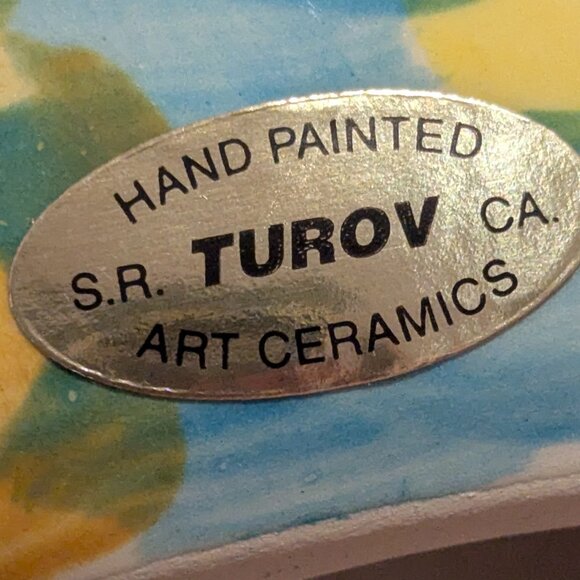 HAND PAINTED
S.R. TUROV CA.
ART CERAMICS